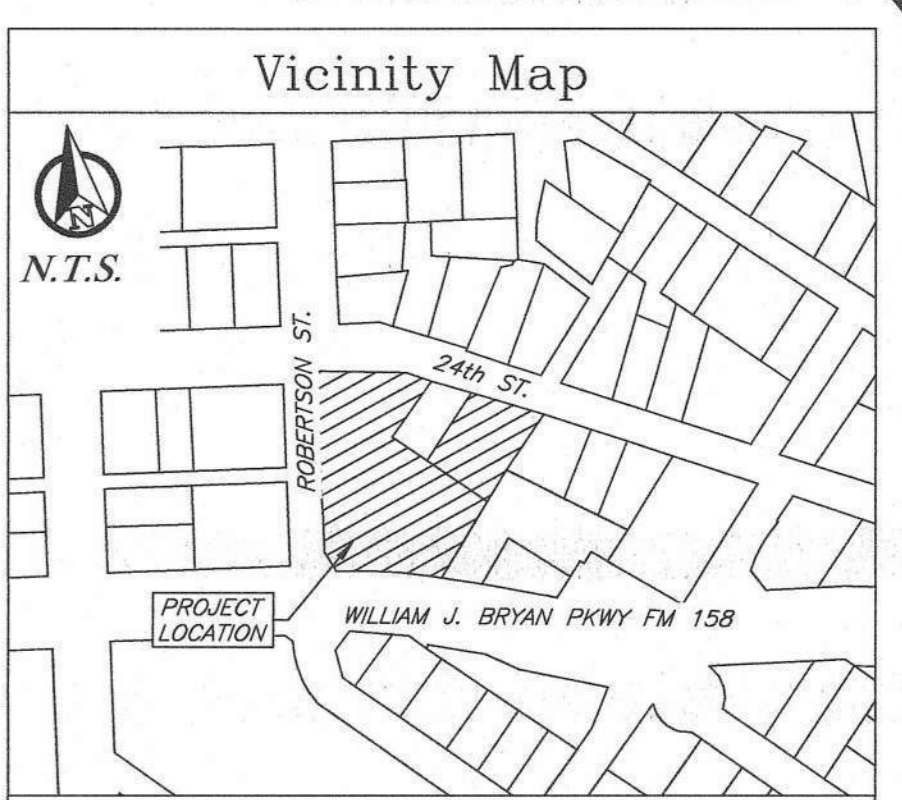 Vicinity Map
N
N.T.S.
ROBERTSON ST.
24th ST.
PROJECT
LOCATION
WILLIAM J. BRYAN PKWY FM 158